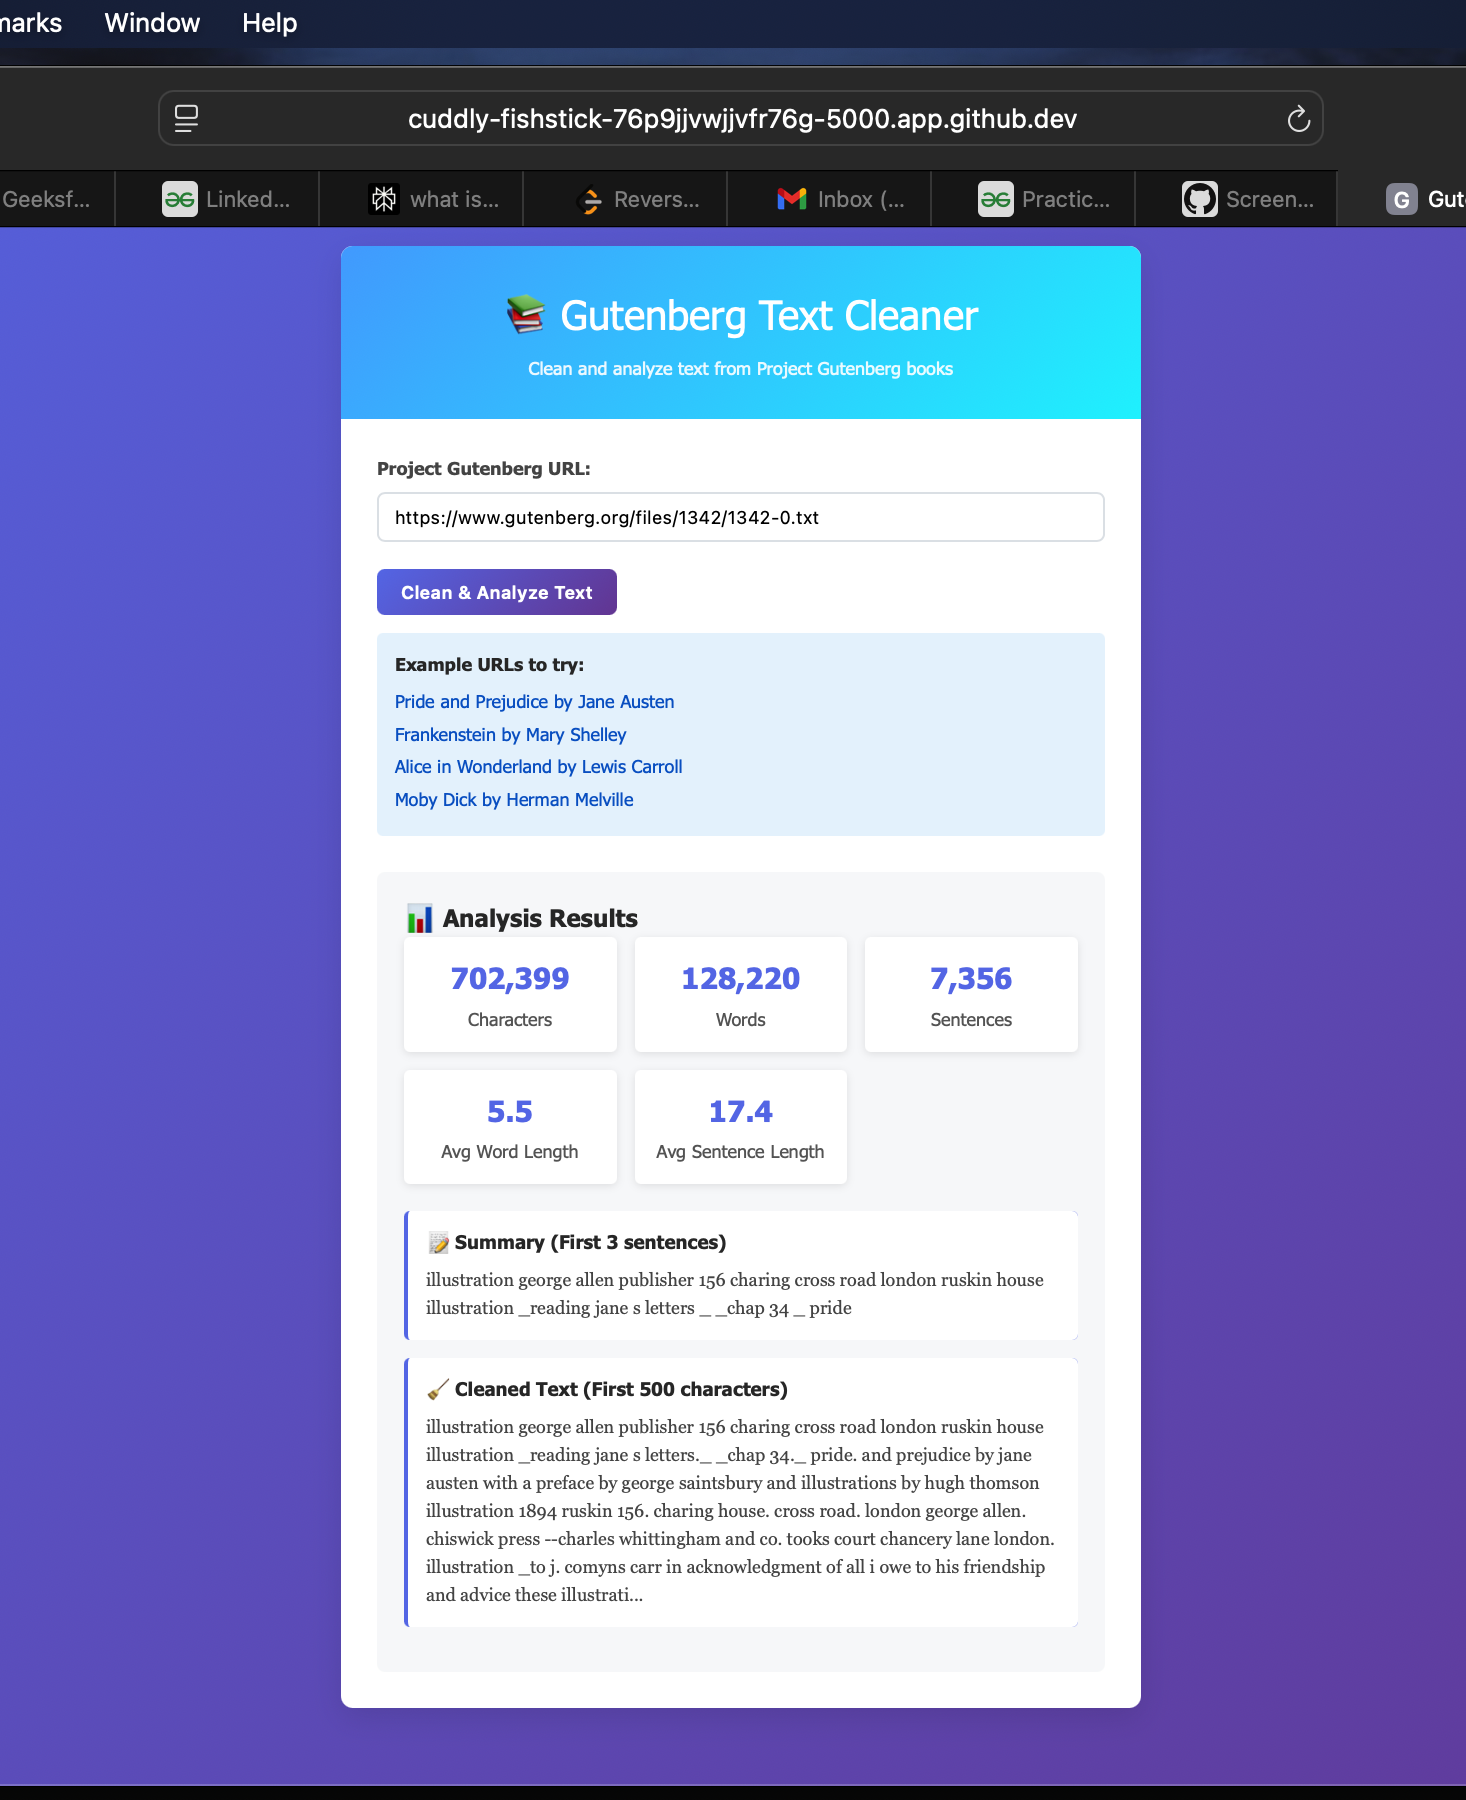 marks Window Help
cuddly-fishstick-76p9jjvwjjvfr76g-5000.app.github.dev
Geeksf... Linked... what is... Revers... Inbox (... Practic... Screen... G Gut
Gutenberg Text Cleaner
Clean and analyze text from Project Gutenberg books
Project Gutenberg URL:
https://www.gutenberg.org/files/1342/1342-0.txt
Clean & Analyze Text
Example URLs to try:
Pride and Prejudice by Jane Austen
Frankenstein by Mary Shelley
Alice in Wonderland by Lewis Carroll
Moby Dick by Herman Melville
Analysis Results
702,399 128,220 7,356
Characters Words Sentences
5.5 17.4
Avg Word Length Avg Sentence Length
Summary (First 3 sentences)
illustration george allen publisher 156 charing cross road london ruskin house
illustration _reading jane s letters _ _chap 34 _ pride
Cleaned Text (First 500 characters)
illustration george allen publisher 156 charing cross road london ruskin house
illustration _reading jane s letters._ _chap 34._ pride. and prejudice by jane
austen with a preface by george saintsbury and illustrations by hugh thomson
illustration 1894 ruskin 156. charing house. cross road. london george allen.
chiswick press --charles whittingham and co. tooks court chancery lane london.
illustration _to j. comyns carr in acknowledgment of all i owe to his friendship
and advice these illustrati...